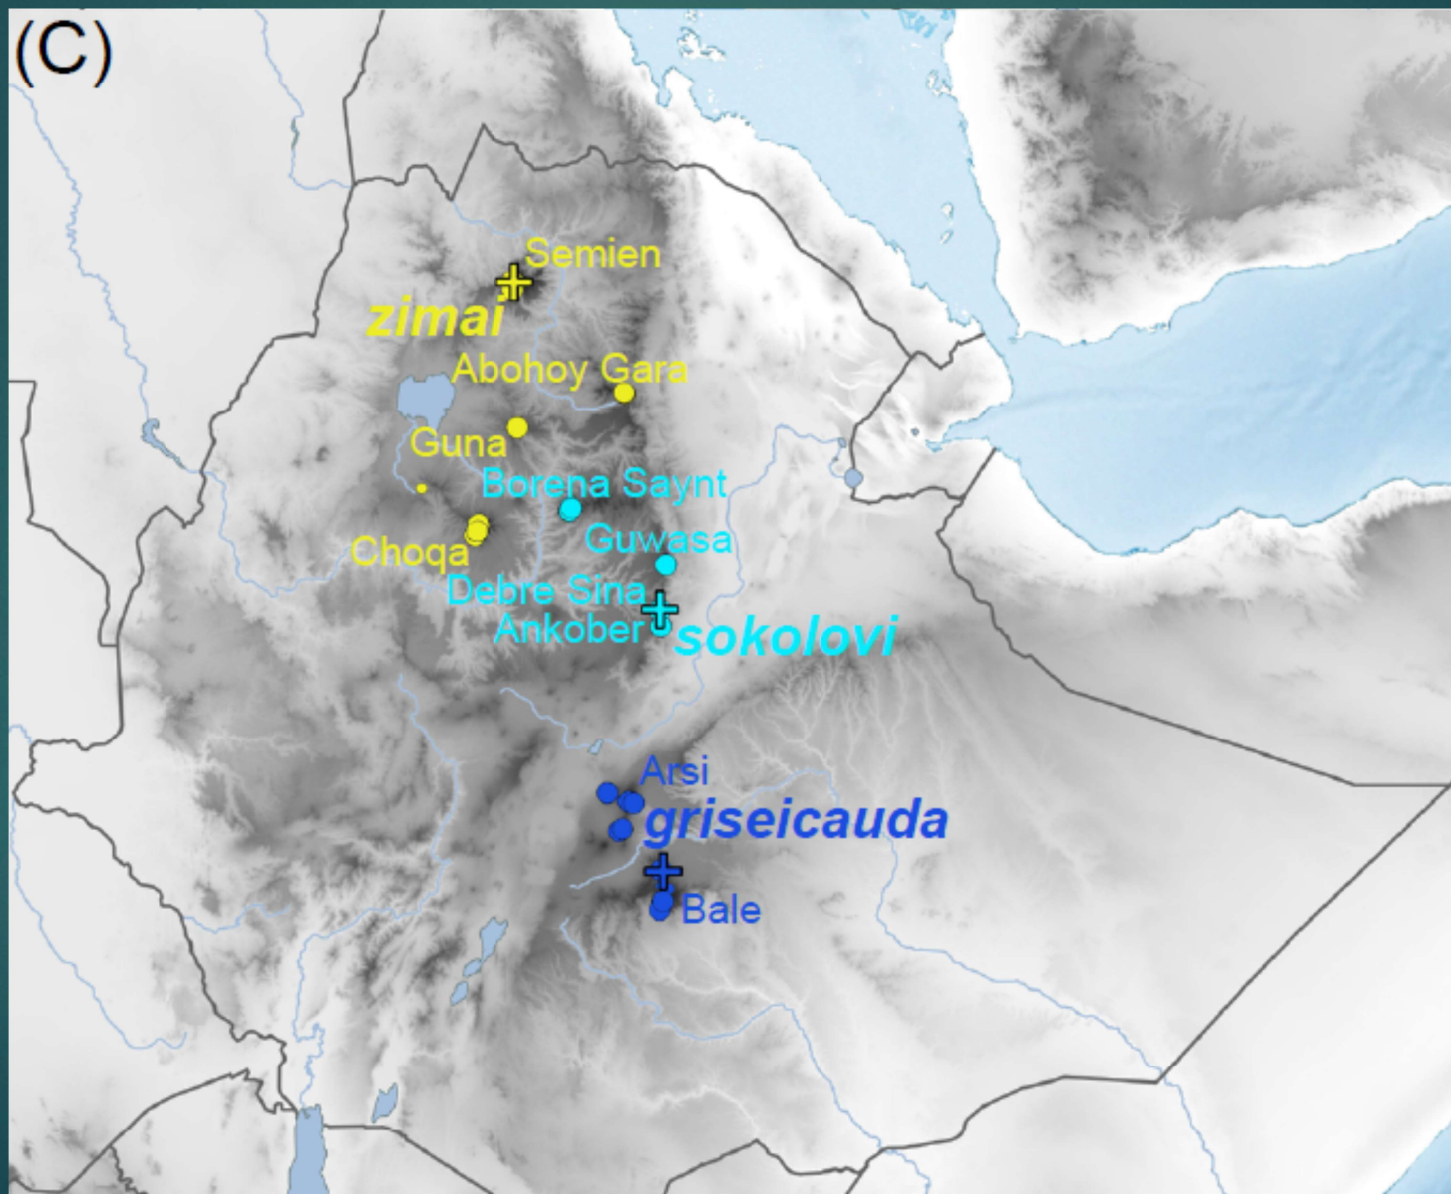 (C)
Semien
zimai
Abohoy Gara
Guna
Borena Saynt
Guwasa
Choqa
Debre Sina
Ankober
sokolovi
Arsi
griseicauda
Bale